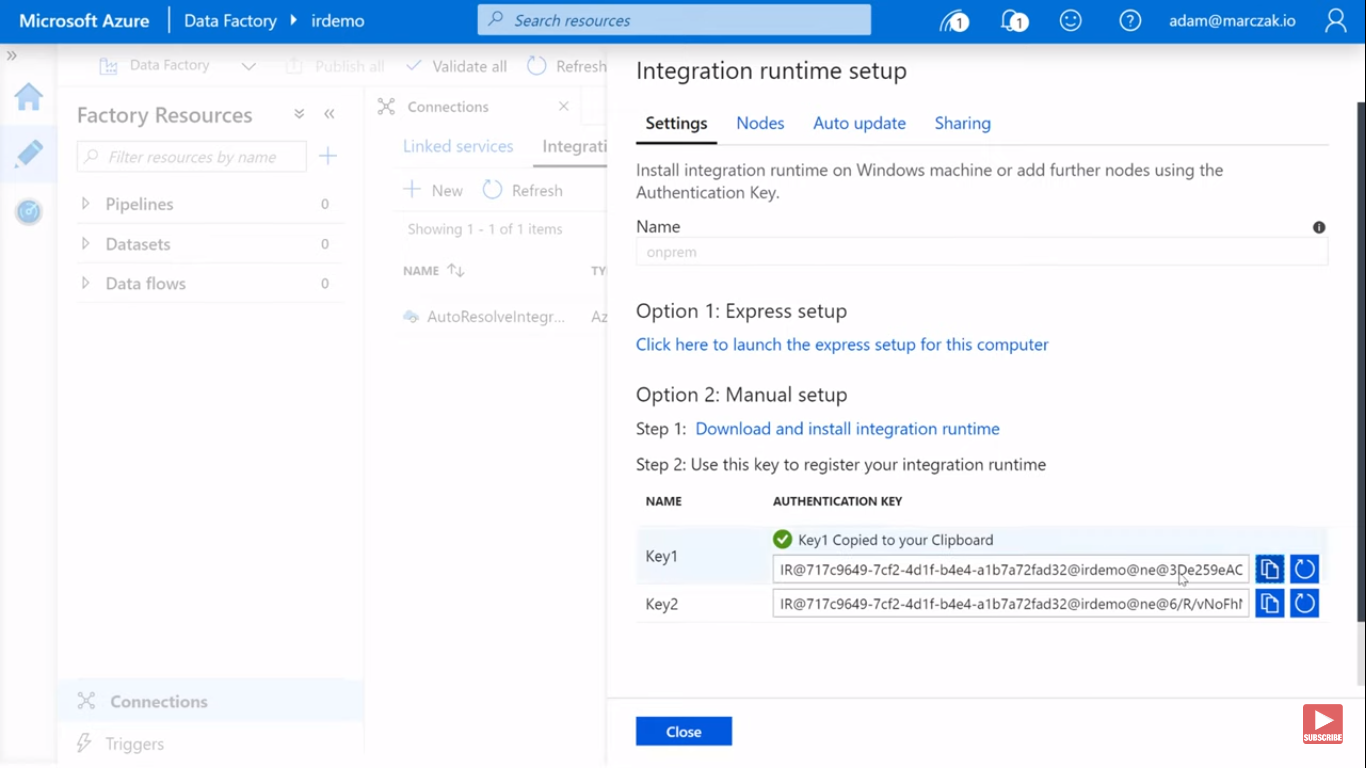 Microsoft Azure
Data Factory
irdemo
Search resources
1
1
adam@marczak.io
Data Factory
Publish all
Validate all
Refresh
Factory Resources
Filter resources by name
Pipelines 0
Datasets 0
Data flows 0
Connections
Triggers
Connections
Linked services
Integrati
New
Refresh
Showing 1 - 1 of 1 items
NAME
TY
AutoResolveIntegr...
Az
Integration runtime setup
Settings
Nodes
Auto update
Sharing
Install integration runtime on Windows machine or add further nodes using the
Authentication Key.
Name
onprem
Option 1: Express setup
Click here to launch the express setup for this computer
Option 2: Manual setup
Step 1: Download and install integration runtime
Step 2: Use this key to register your integration runtime
NAME
AUTHENTICATION KEY
Key1 Copied to your Clipboard
Key1
IR@717c9649-7cf2-4d1f-b4e4-a1b7a72fad32@irdemo@ne@3De259eAC
Key2
IR@717c9649-7cf2-4d1f-b4e4-a1b7a72fad32@irdemo@ne@6/R/vNoFh
Close
SUBSCRIBE